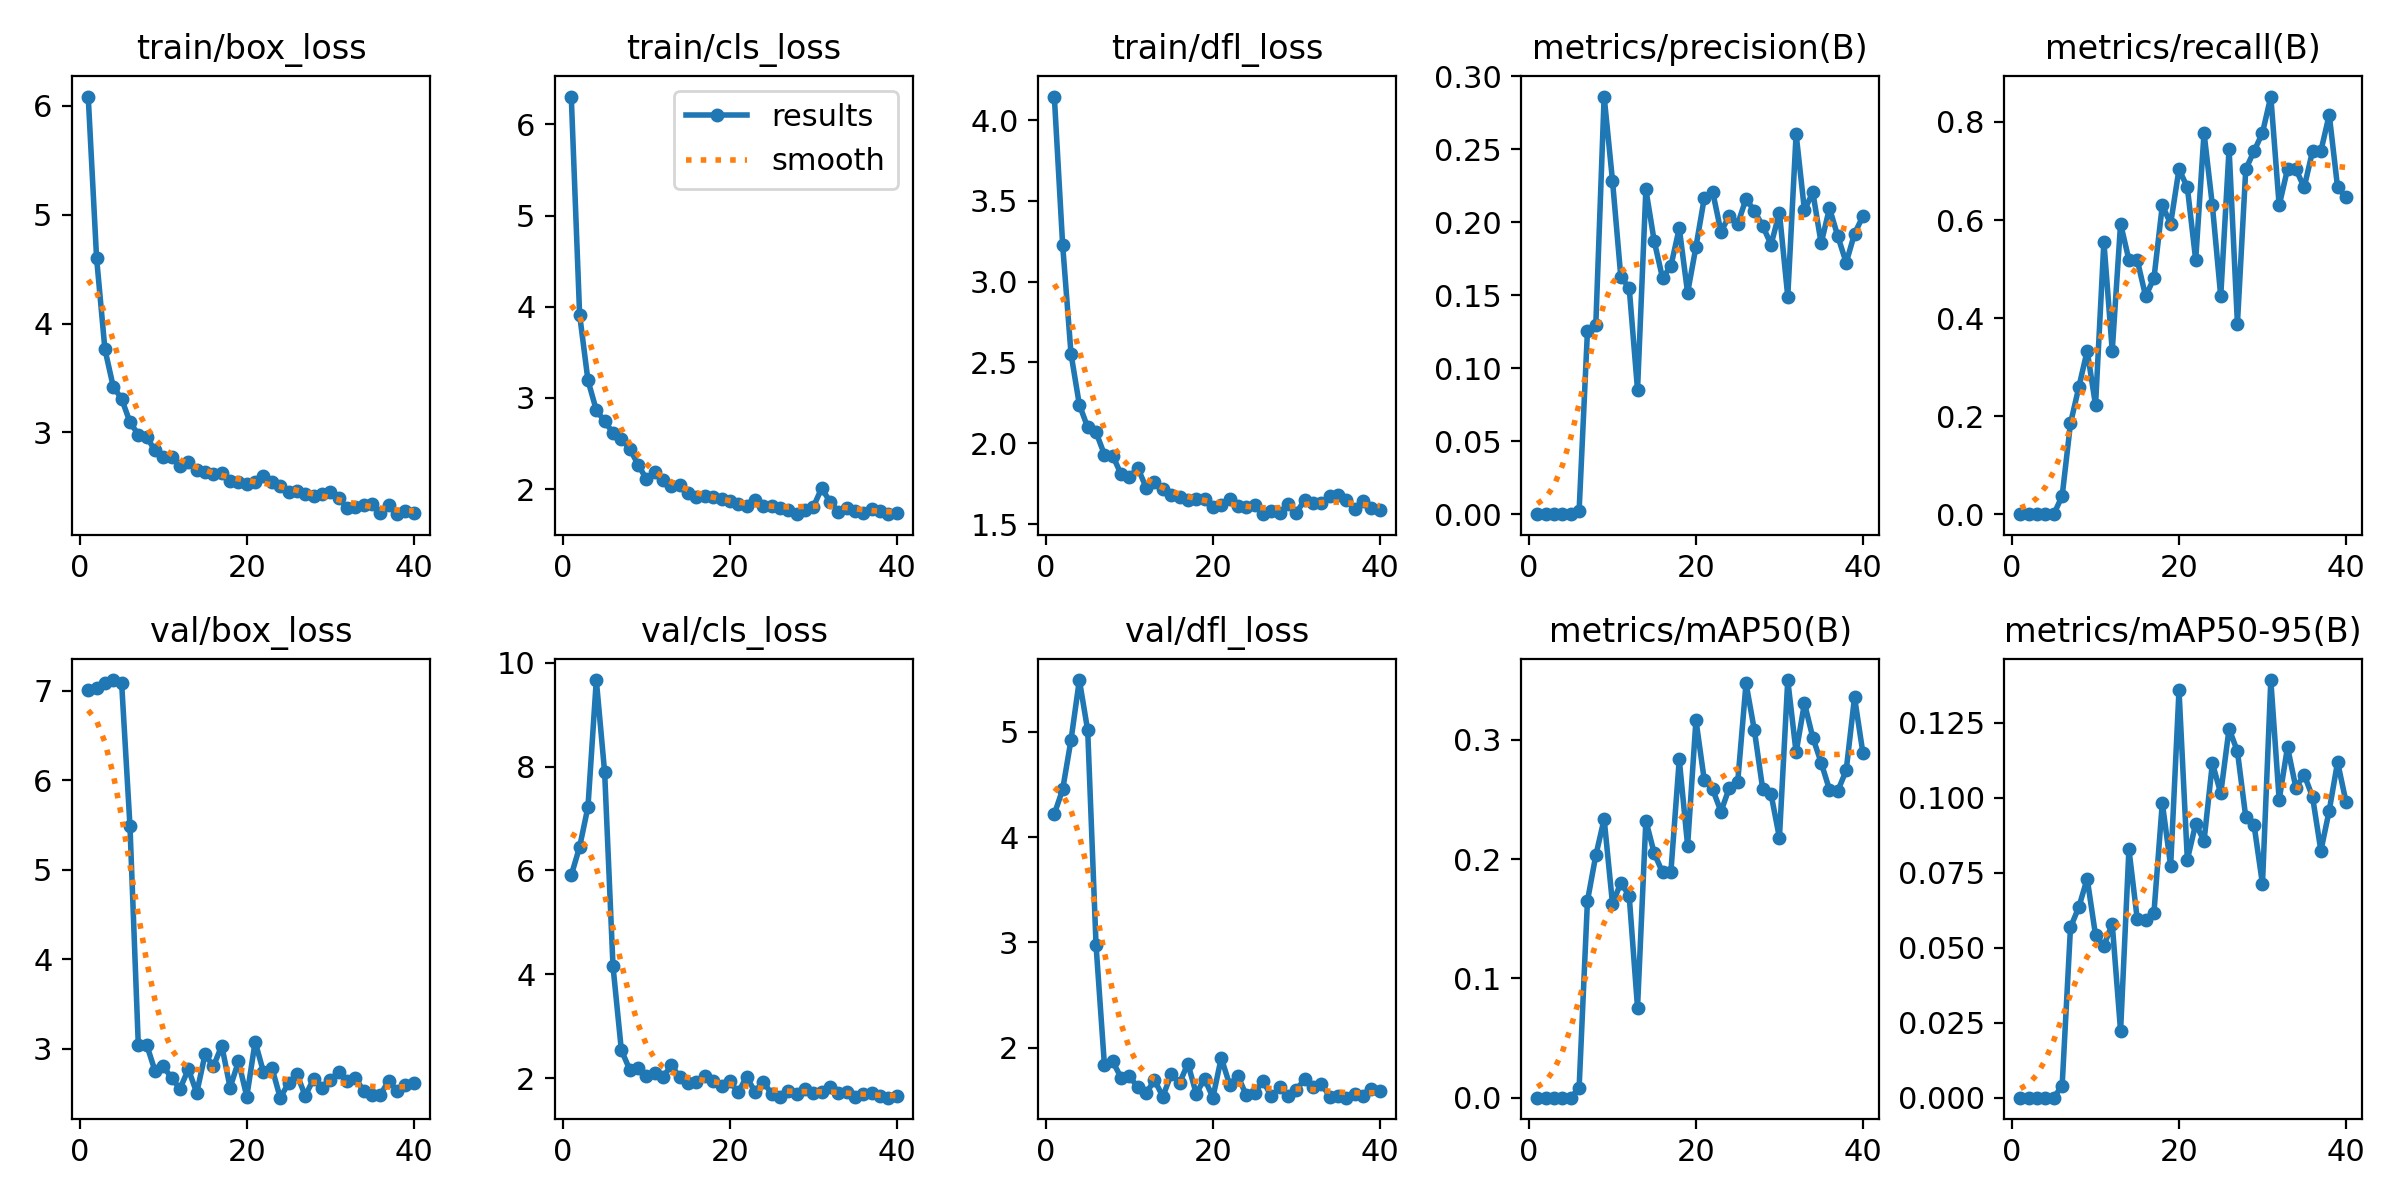 train/box_loss
6
5
4
3
0 20 40
train/cls_loss
results
smooth
6
5
4
3
2
0 20 40
train/dfl_loss
4.0
3.5
3.0
2.5
2.0
1.5
0 20 40
metrics/precision(B)
0.30
0.25
0.20
0.15
0.10
0.05
0.00
0 20 40
metrics/recall(B)
0.8
0.6
0.4
0.2
0.0
0 20 40
val/box_loss
7
6
5
4
3
0 20 40
val/cls_loss
10
8
6
4
2
0 20 40
val/dfl_loss
5
4
3
2
0 20 40
metrics/mAP50(B)
0.3
0.2
0.1
0.0
0 20 40
metrics/mAP50-95(B)
0.125
0.100
0.075
0.050
0.025
0.000
0 20 40